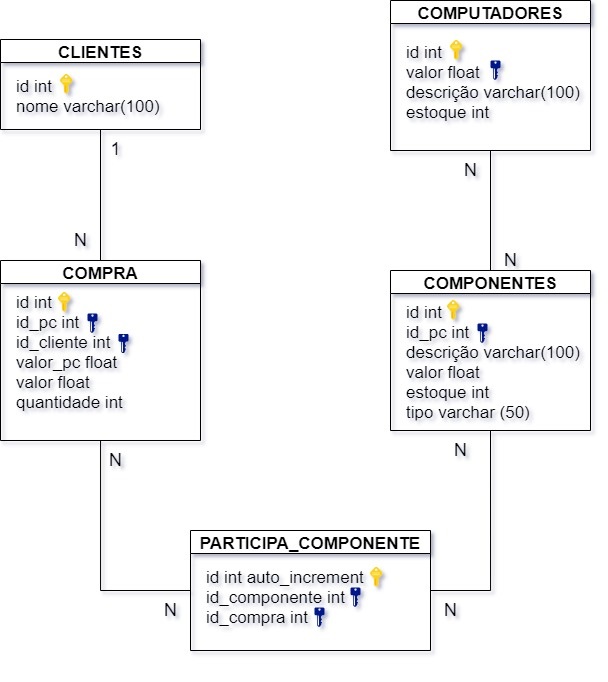 CLIENTES
id int
nome varchar(100)
1
N
COMPRA
id int
id_pc int
id_cliente int
valor_pc float
valor float
quantidade int
N
COMPUTADORES
id int
valor float
descrição varchar(100)
estoque int
N
N
COMPONENTES
id int
id_pc int
descrição varchar(100)
valor float
estoque int
tipo varchar (50)
N
PARTICIPA_COMPONENTE
id int auto_increment
id_componente int
id_compra int
N
N